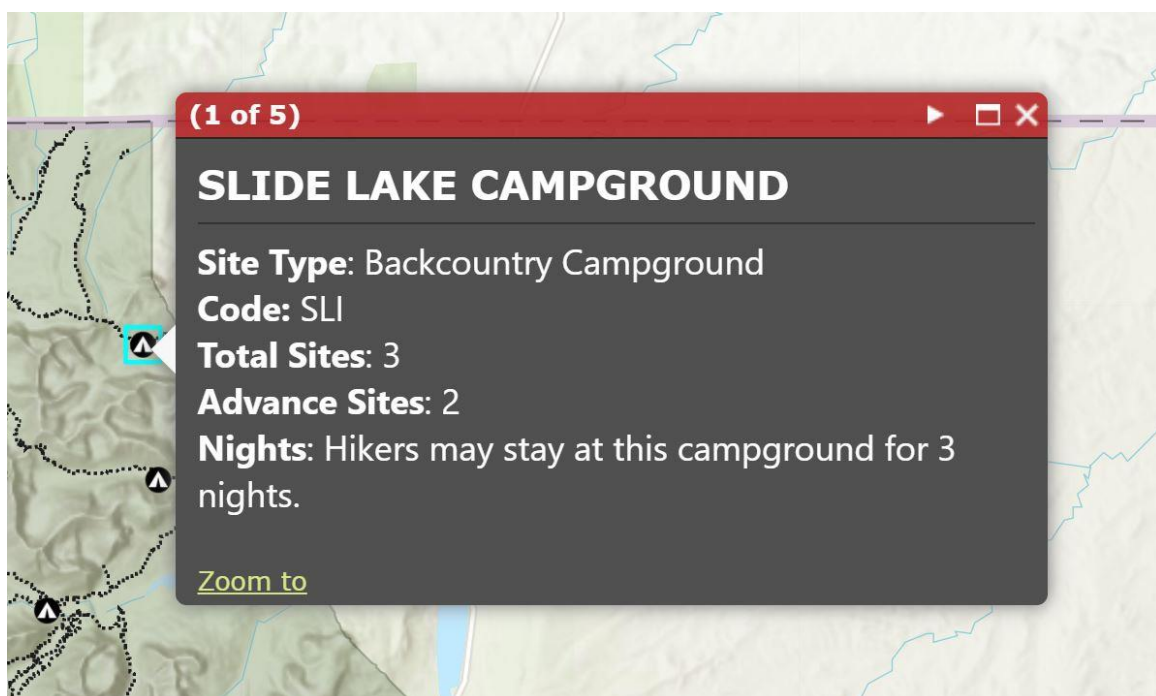 (1 of 5)
SLIDE LAKE CAMPGROUND
Site Type: Backcountry Campground
Code: SLI
Total Sites: 3
Advance Sites: 2
Nights: Hikers may stay at this campground for 3
nights.
Zoom to